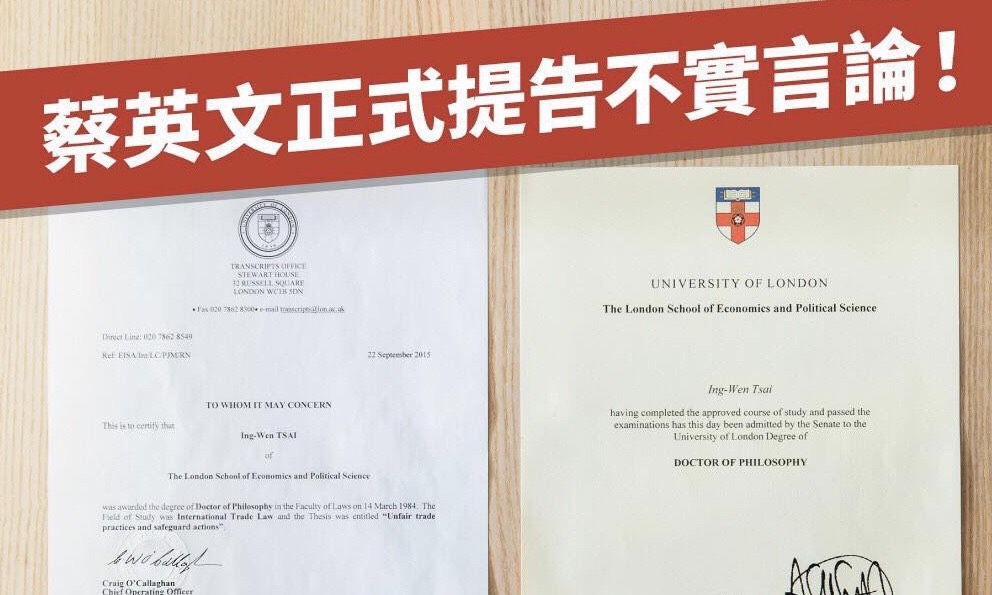 蔡英文正式提告不實言論！
UNIVERSITY OF LONDON
1836
TRANSCRIPTS OFFICE
STEWART HOUSE
32 RUSSELL SQUARE
LONDON WC1B 5DN
• Fax 020 7862 8300• e-mail transcripts@lon.ac.uk
Direct Line: 020 7862 8549
Ref: EISA/Int/LC/PJM/RN
22 September 2015
TO WHOM IT MAY CONCERN
This is to certify that
Ing-Wen TSAI
of
The London School of Economics and Political Science
was awarded the degree of Doctor of Philosophy in the Faculty of Laws on 14 March 1984. The
Field of Study was International Trade Law and the Thesis was entitled “Unfair trade
practices and safeguard actions”.
Craig O’Callaghan
Chief Operating Officer
UNIVERSITY OF LONDON
The London School of Economics and Political Science
Ing-Wen Tsai
having completed the approved course of study and passed the
examinations has this day been admitted by the Senate to the
University of London Degree of
DOCTOR OF PHILOSOPHY